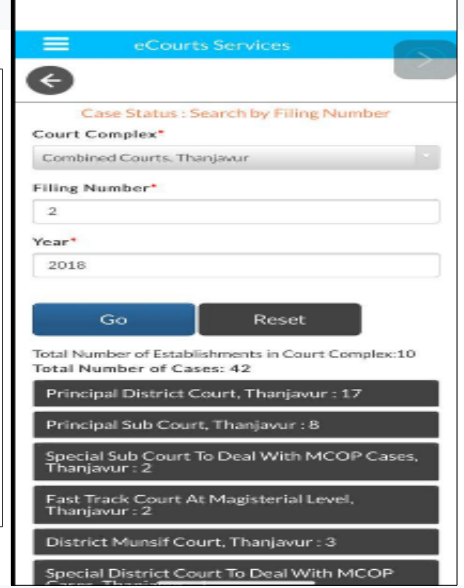 eCourts Services
Case Status : Search by Filing Number
Court Complex*
Combined Courts, Thanjavur
Filing Number*
2
Year*
2018
Go Reset
Total Number of Establishments in Court Complex:10
Total Number of Cases: 42
Principal District Court, Thanjavur : 17
Principal Sub Court, Thanjavur : 8
Special Sub Court To Deal With MCOP Cases,
Thanjavur : 2
Fast Track Court At Magisterial Level,
Thanjavur : 2
District Munsif Court, Thanjavur : 3
Special District Court To Deal With MCOP